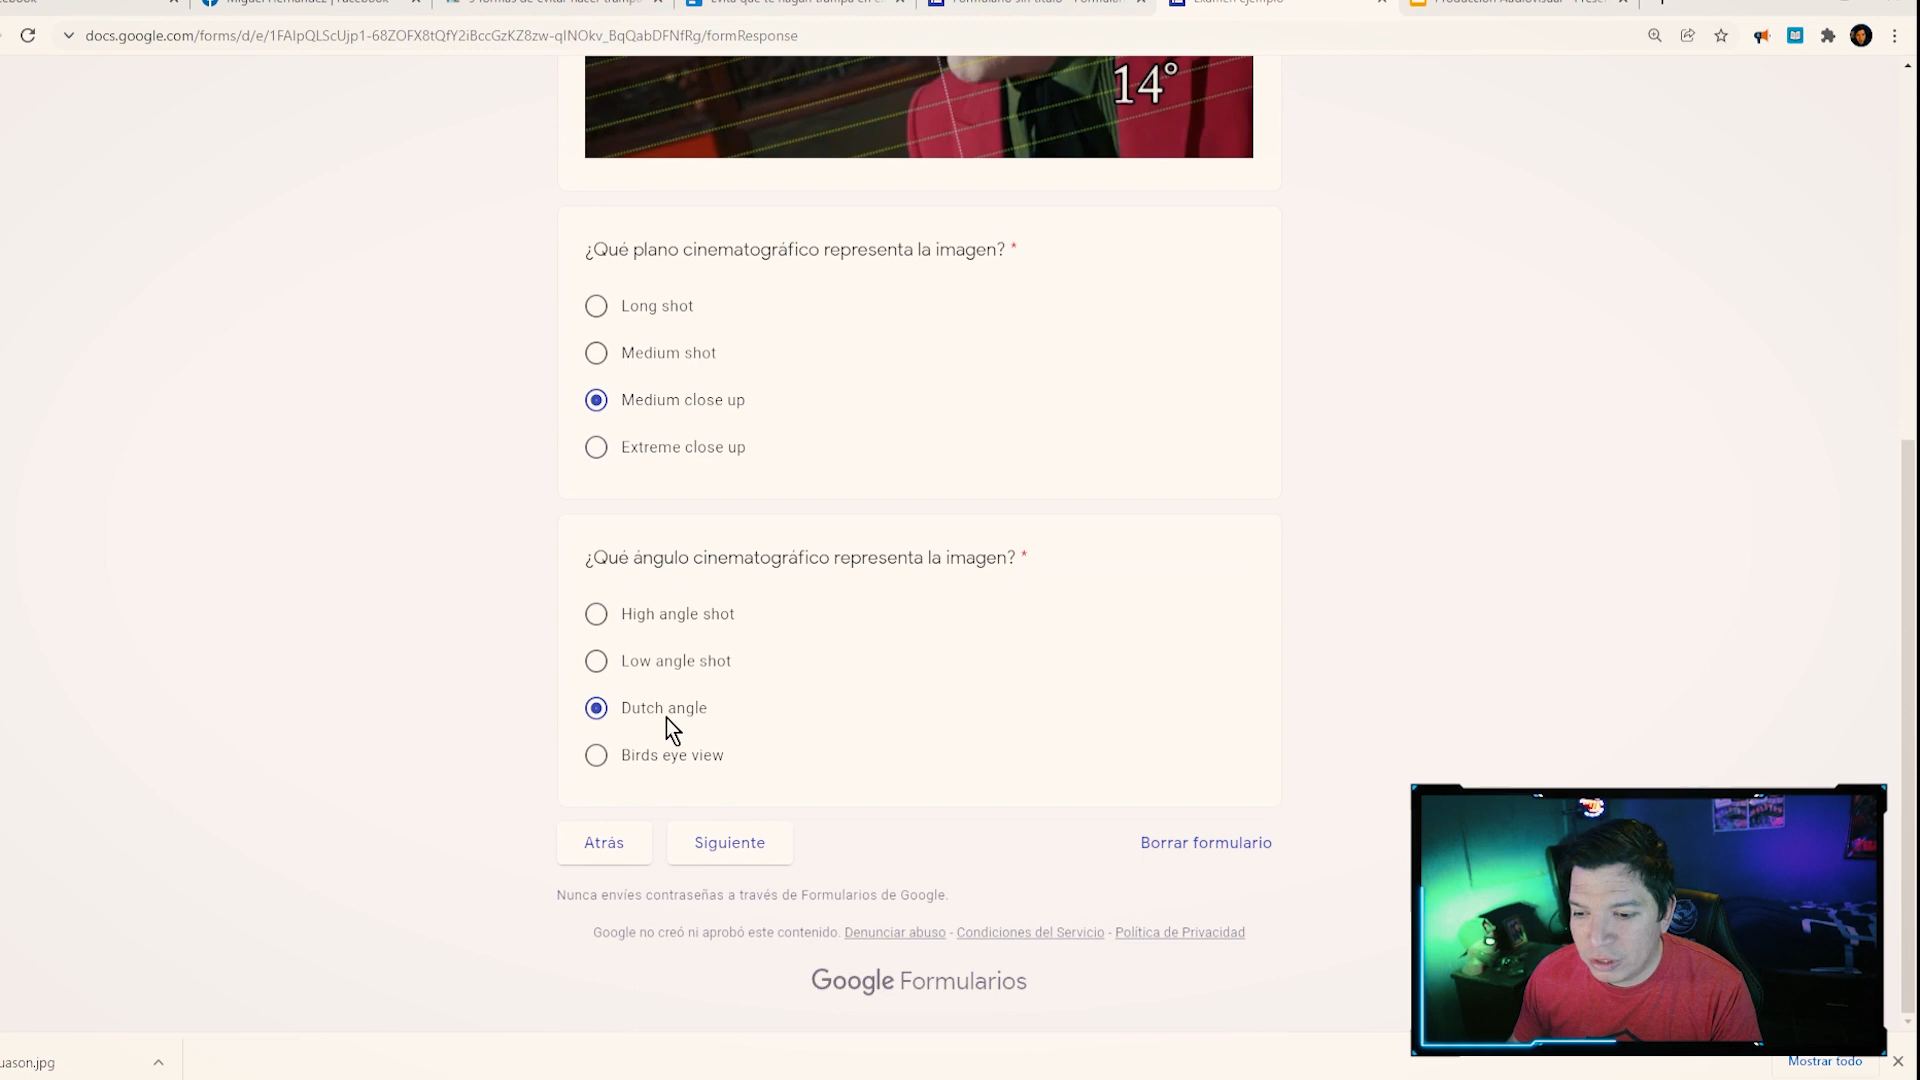 docs.google.com/forms/d/e/1FAIpQLScUjp1-68ZOFX8tQfY2iBccGzKZ8zw-qINOkv_BqQabDFNfRg/formResponse
14°
¿Qué plano cinematográfico representa la imagen? *
Long shot
Medium shot
Medium close up
Extreme close up
¿Qué ángulo cinematográfico representa la imagen? *
High angle shot
Low angle shot
Dutch angle
Birds eye view
Atrás
Siguiente
Borrar formulario
Nunca envíes contraseñas a través de Formularios de Google.
Google no creó ni aprobó este contenido. Denunciar abuso - Condiciones del Servicio - Política de Privacidad
Google Formularios
uason.jpg
Mostrar todo